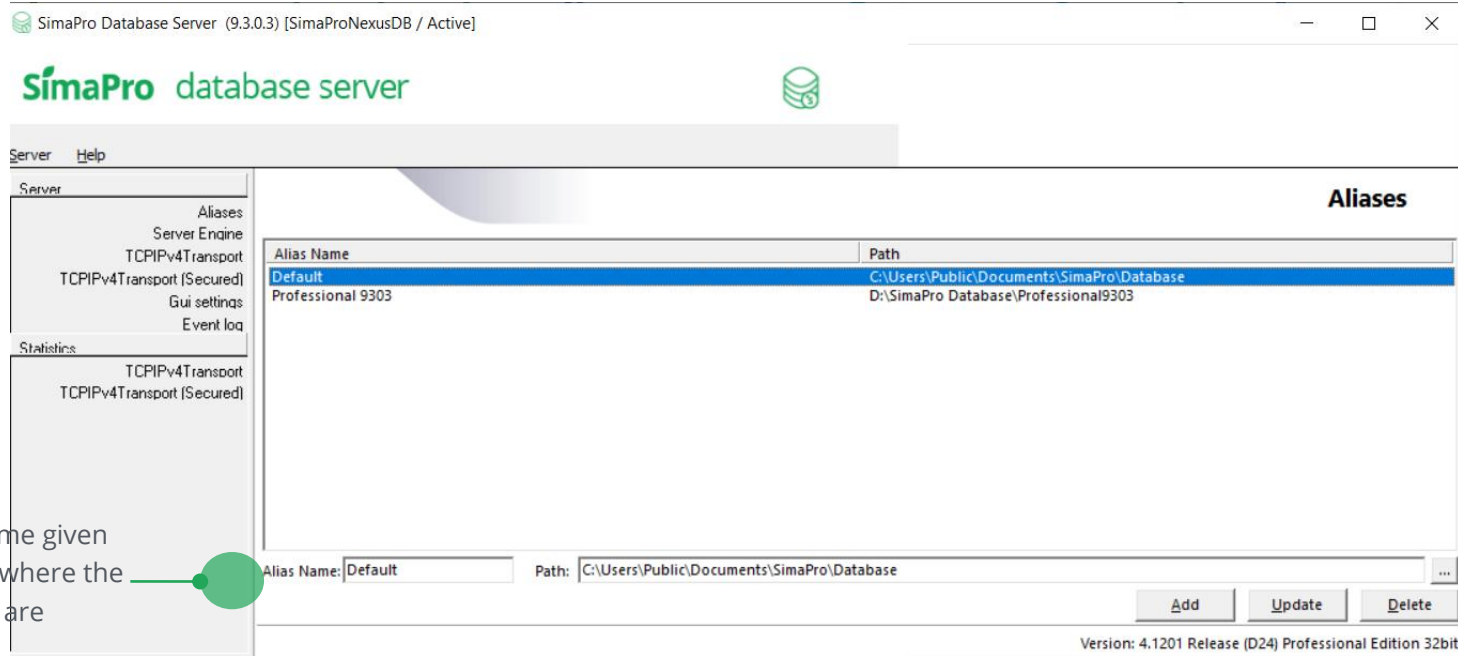 SimaPro Database Server (9.3.0.3) [SimaProNexusDB / Active]
SimaPro database server
Server Help
Server
Aliases
Server Engine
TCPIPv4Transport
TCPIPv4Transport (Secured)
Gui settings
Event log
Statistics
TCPIPv4Transport
TCPIPv4Transport (Secured)
Aliases
Alias Name Path
Default C:\Users\Public\Documents\SimaPro\Database
Professional 9303 D:\SimaPro Database\Professional9303
me given
where the
are
Alias Name: Default Path: C:\Users\Public\Documents\SimaPro\Database ...
Add Update Delete
Version: 4.1201 Release (D24) Professional Edition 32bit